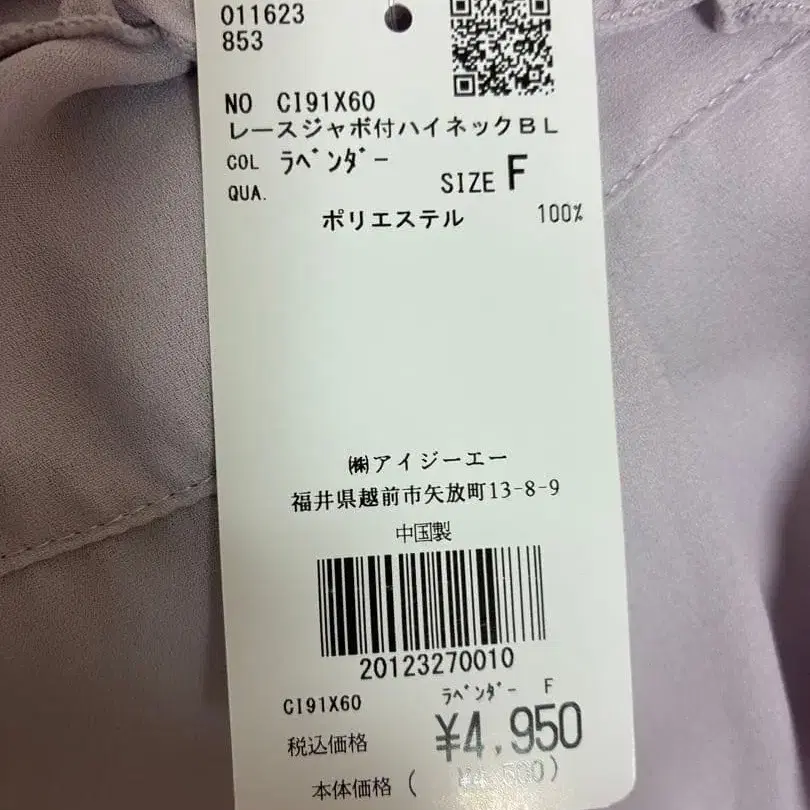 011623
853
NO CI91X60
レースジャボ付ハイネックBL
COL ラベンダー
QUA.
SIZE F
ポリエステル 100%
㈱アイジーエー
福井県越前市矢放町13-8-9
中国製
20123270010
ラベンダー F
CI91X60
税込価格 ¥4,950
本体価格( ¥4,500)